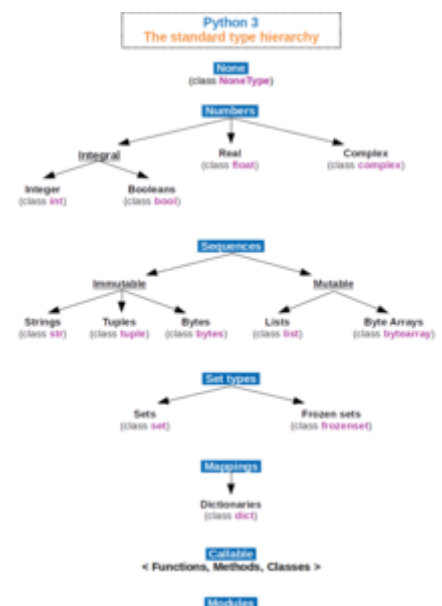 Python 3
The standard type hierarchy
None
(class NoneType)
Numbers
Integral
Real
(class float)
Complex
(class complex)
Integer
(class int)
Booleans
(class bool)
Sequences
Immutable
Mutable
Strings
(class str)
Tuples
(class tuple)
Bytes
(class bytes)
Lists
(class list)
Byte Arrays
(class bytearray)
Set types
Sets
(class set)
Frozen sets
(class frozenset)
Mappings
Dictionaries
(class dict)
Callable
< Functions, Methods, Classes >
Modules